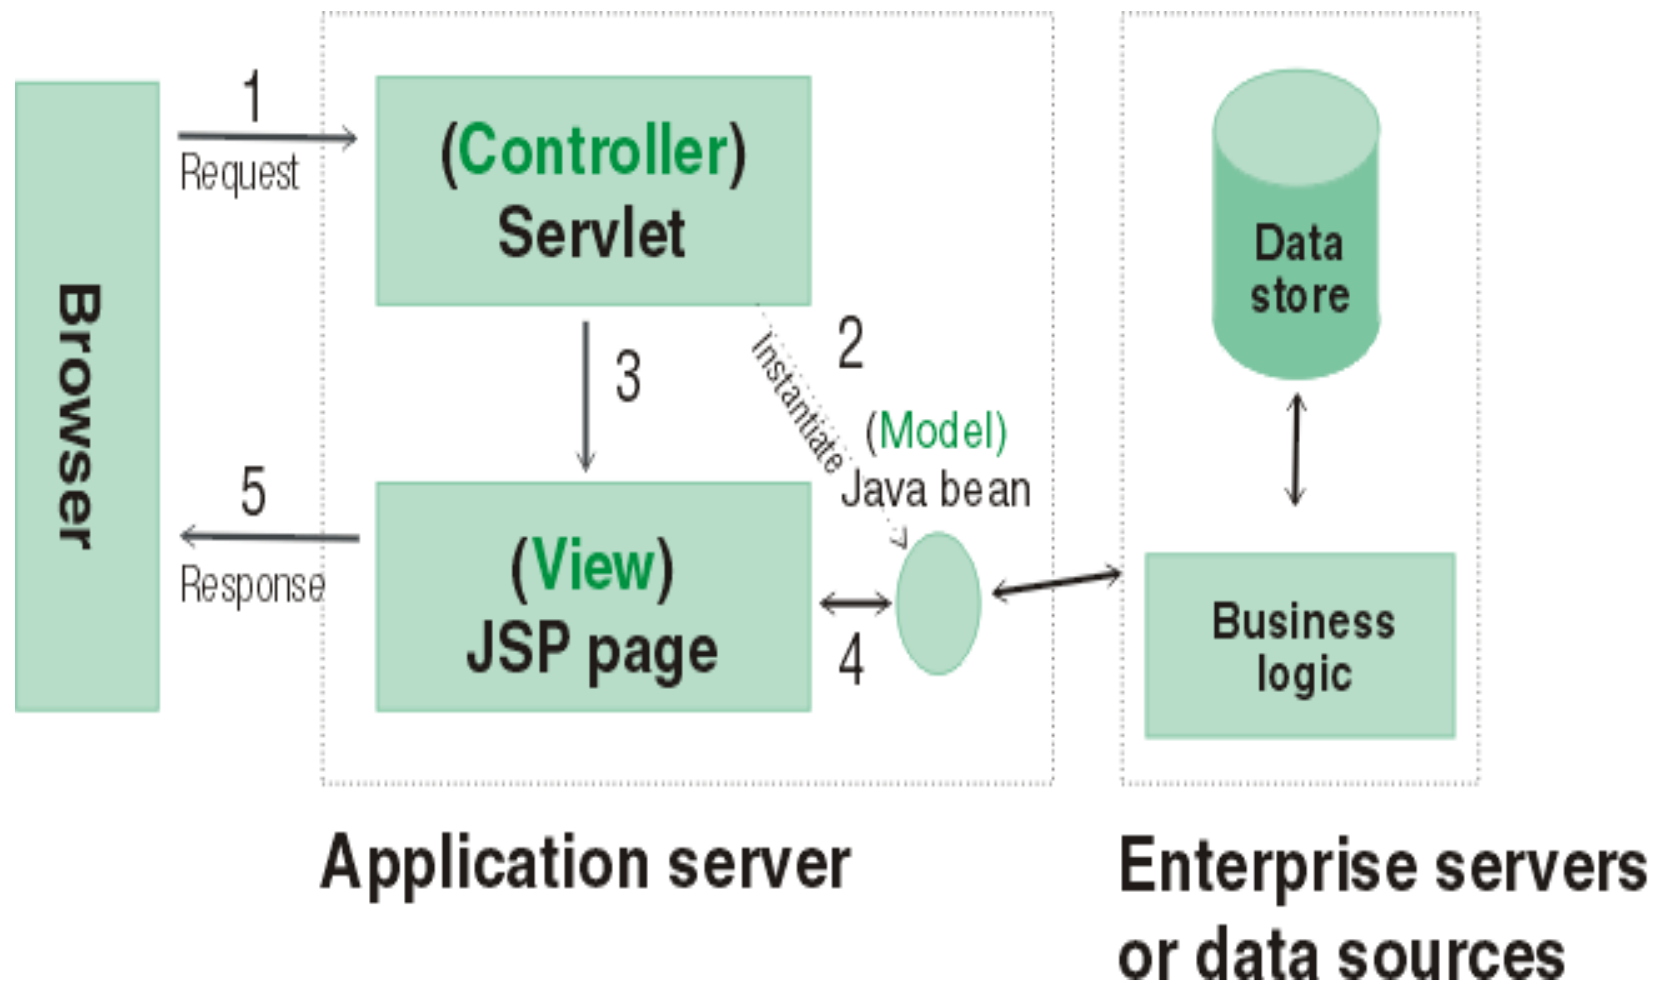 Browser
1
Request
(Controller)
Servlet
2
Instantiate
3
(Model)
Java bean
(View)
JSP page
4
5
Response
Data
store
Business
logic
Application server
Enterprise servers
or data sources